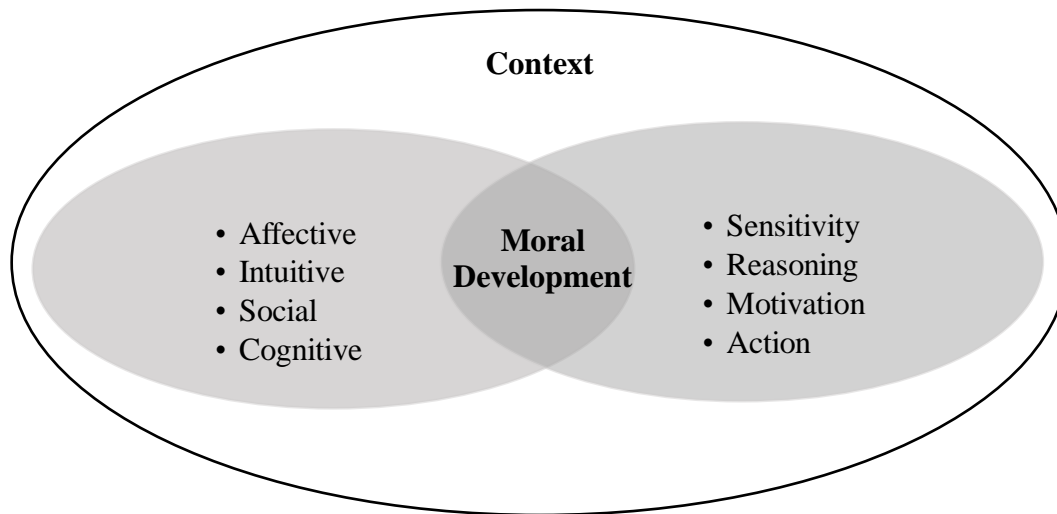 Context
• Affective
• Intuitive
• Social
• Cognitive
Moral
Development
• Sensitivity
• Reasoning
• Motivation
• Action